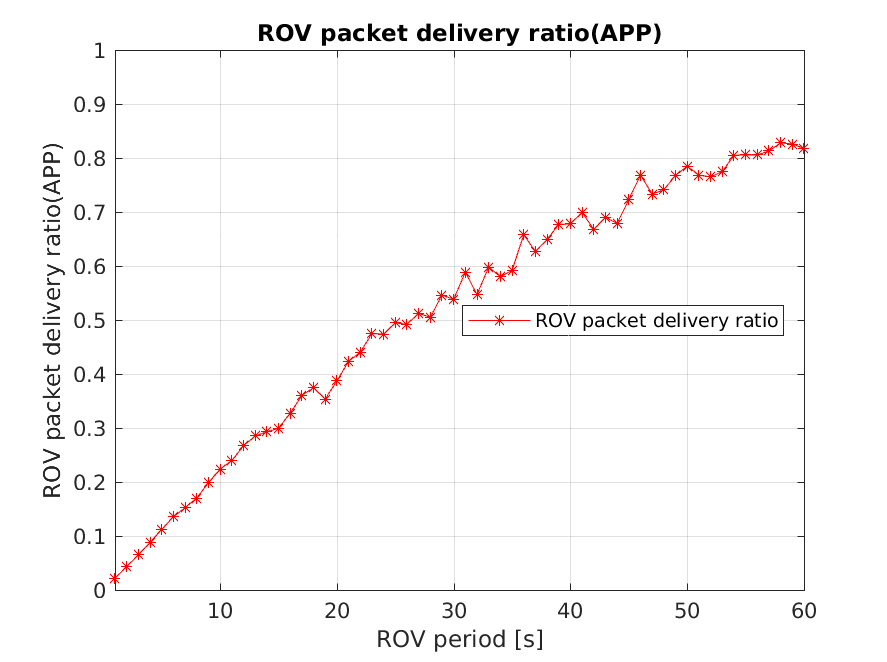 ROV packet delivery ratio(APP)
ROV packet delivery ratio(APP)
1
0.9
0.8
0.7
0.6
0.5
0.4
0.3
0.2
0.1
0
ROV packet delivery ratio
10 20 30 40 50 60
ROV period [s]